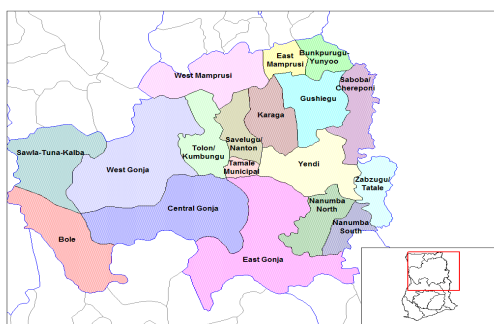 East
Mamprusi
Bunkpurugu-
Yunyoo
West Mamprusi
Saboba/
Chereponi
Gushiegu
Karaga
Savelugu/
Nanton
Tolon/
Kumbungu
Sawla-Tuna-Kalba
West Gonja
Tamale
Municipal
Yendi
Zabzugu/
Tatale
Central Gonja
Nanumba
North
Nanumba
South
Bole
East Gonja